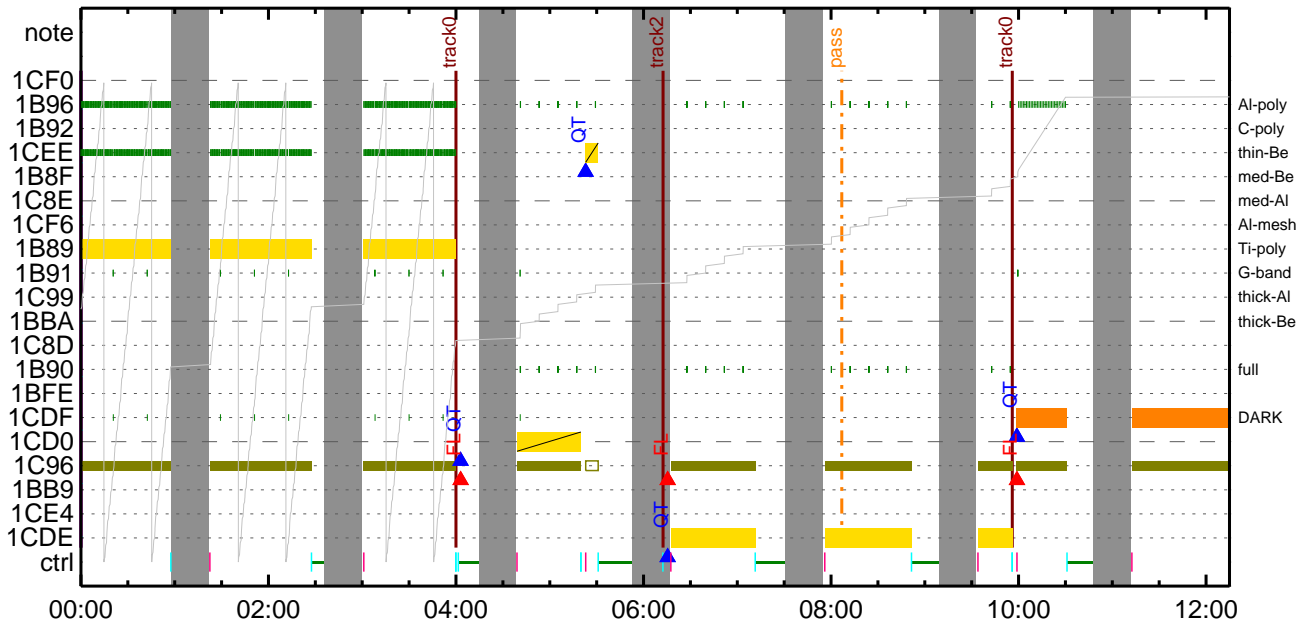 note
track0
track2
pass
track0
1CF0
1B96
Al-poly
1B92
C-poly
QT
1CEE
thin-Be
1B8F
med-Be
1C8E
med-Al
1CF6
Al-mesh
1B89
Ti-poly
1B91
G-band
1C99
thick-Al
1BBA
thick-Be
1C8D
1B90
full
1BFE
QT
1CDF
DARK
QT
1CD0
FL
FL
FL
1C96
1BB9
1CE4
QT
1CDE
ctrl
00:00
02:00
04:00
06:00
08:00
10:00
12:00